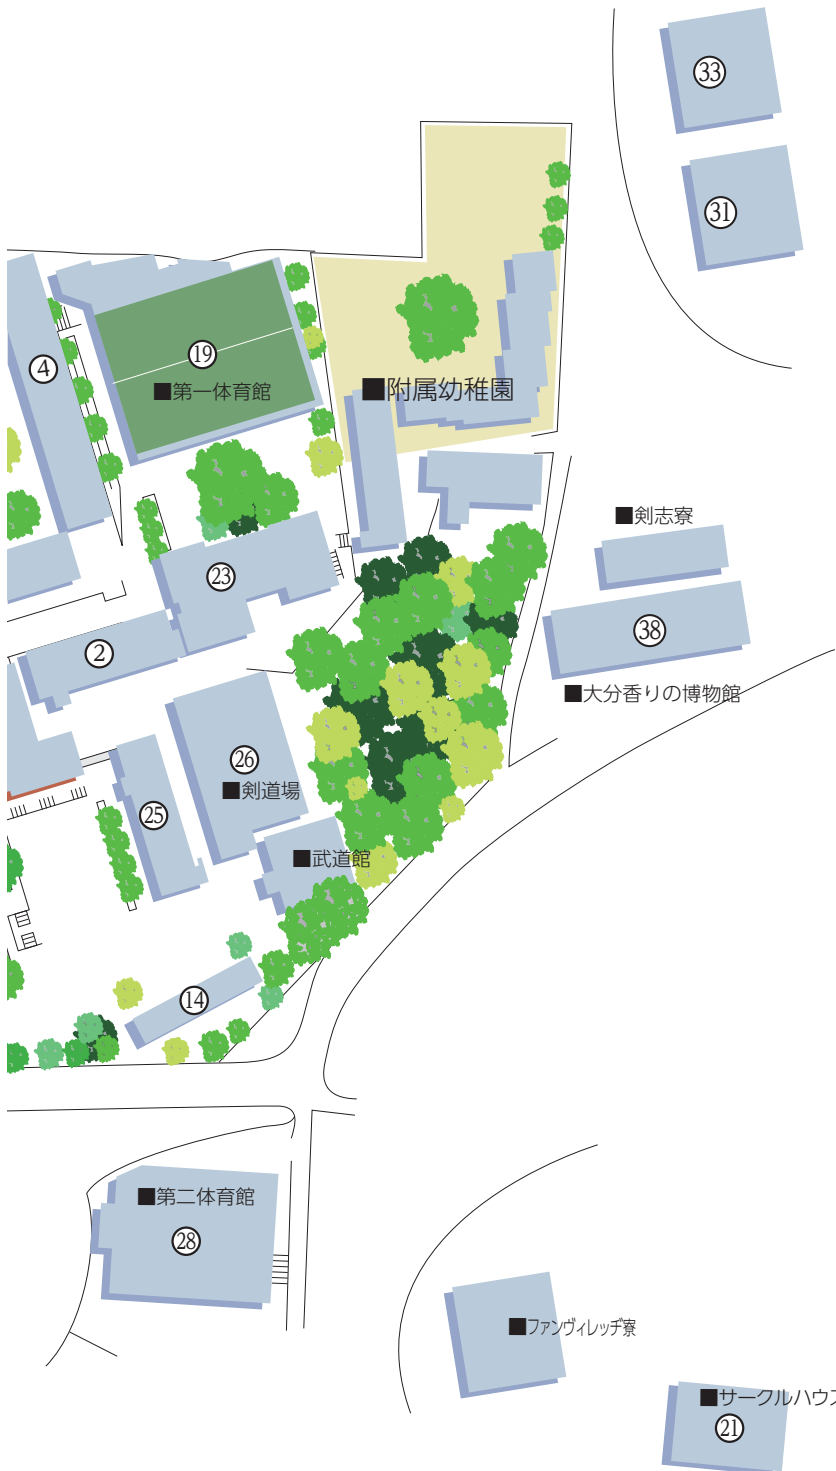 ㉝
㉛
⑲
④
■第一体育館
■附属幼稚園
■剣志寮
㉓
㊳
②
■大分香りの博物館
㉖
■剣道場
㉕
■武道館
⑭
■第二体育館
㉘
■ファンヴィレッヂ寮
■サークルハウ
㉑